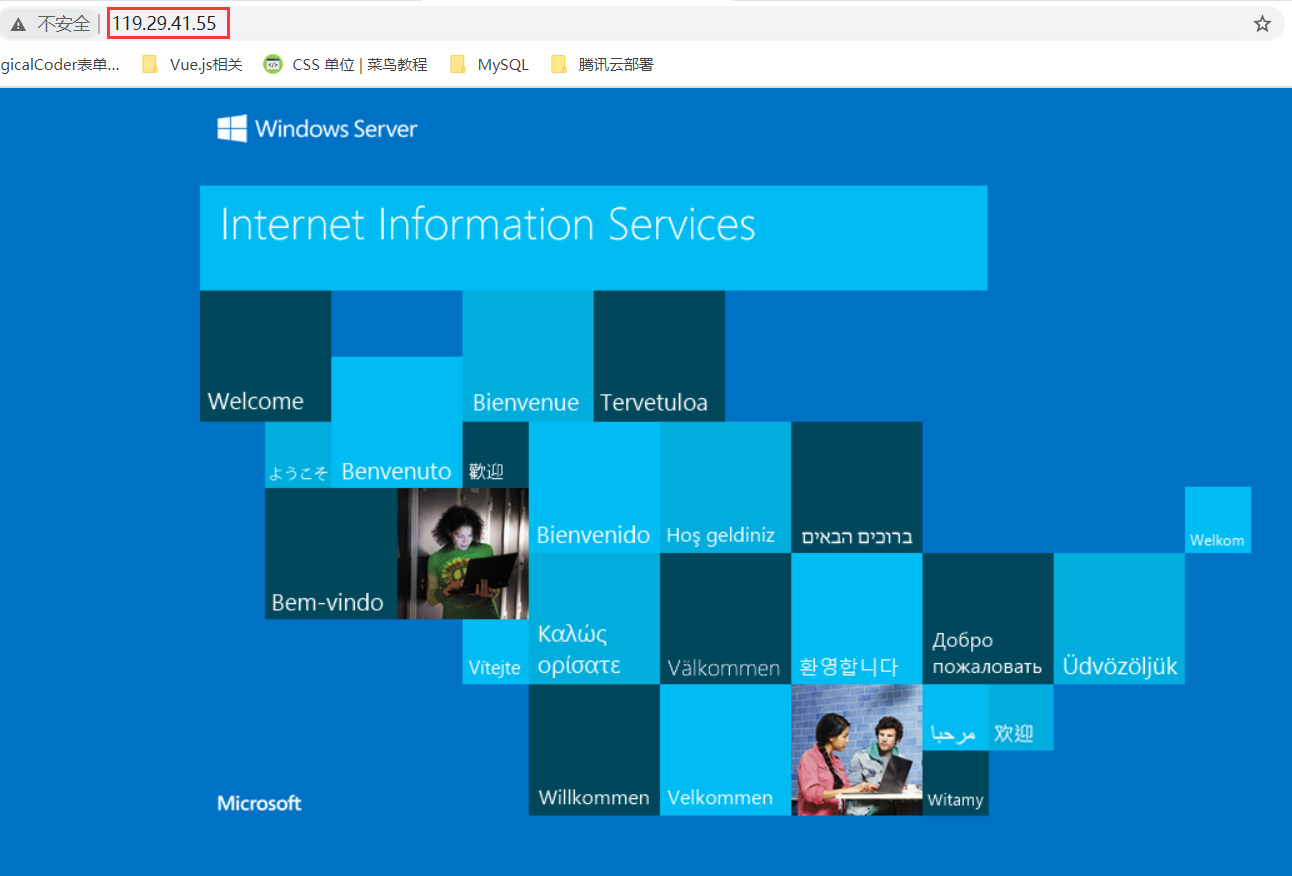 不安全 | 119.29.41.55
gicalCoder表单... Vue.js相关 CSS 单位 | 菜鸟教程 MySQL 腾讯云部署
Windows Server
Internet Information Services
Welcome
Bienvenue
Tervetuloa
ようこそ
Benvenuto
歡迎
Bienvenido
Hoş geldiniz
ברוכים הבאים
Welkom
Bem-vindo
Vítejte
Καλώς
ορίσατε
Välkommen
환영합니다
Добро
пожаловать
Üdvözöljük
Willkommen
Velkommen
مرحبا
欢迎
Witamy
Microsoft